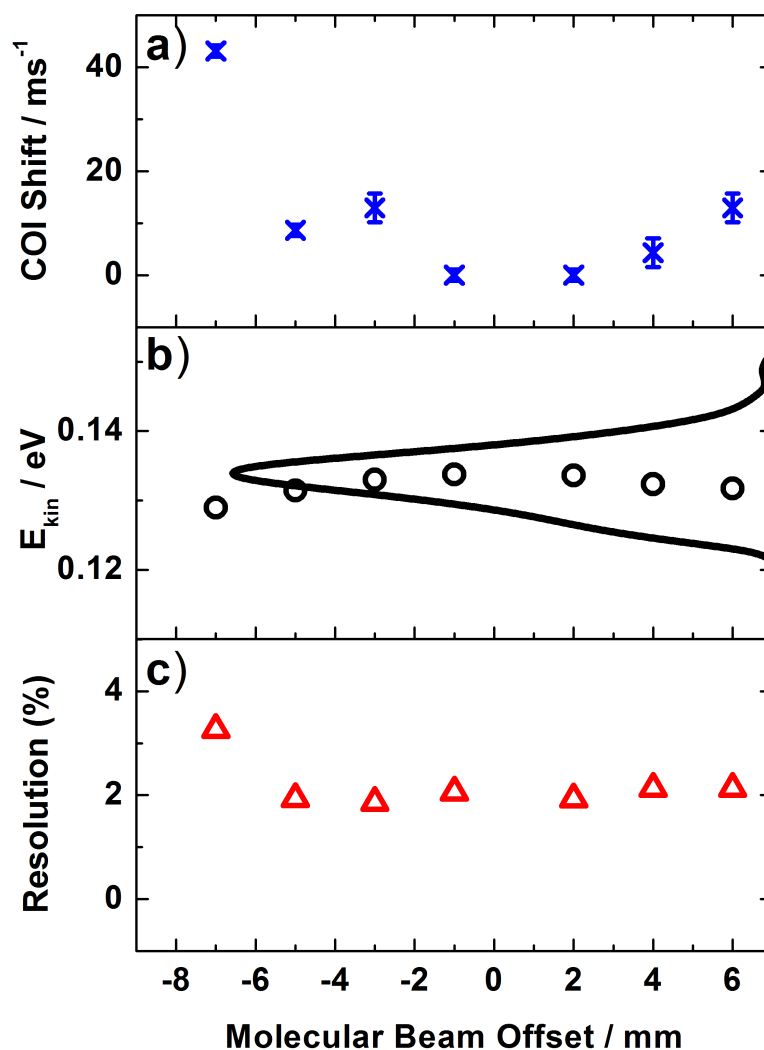 a)
COI Shift / ms⁻¹
40
20
0
b)
E_kin / eV
0.14
0.12
c)
Resolution (%)
4
2
0
-8 -6 -4 -2 0 2 4 6
Molecular Beam Offset / mm